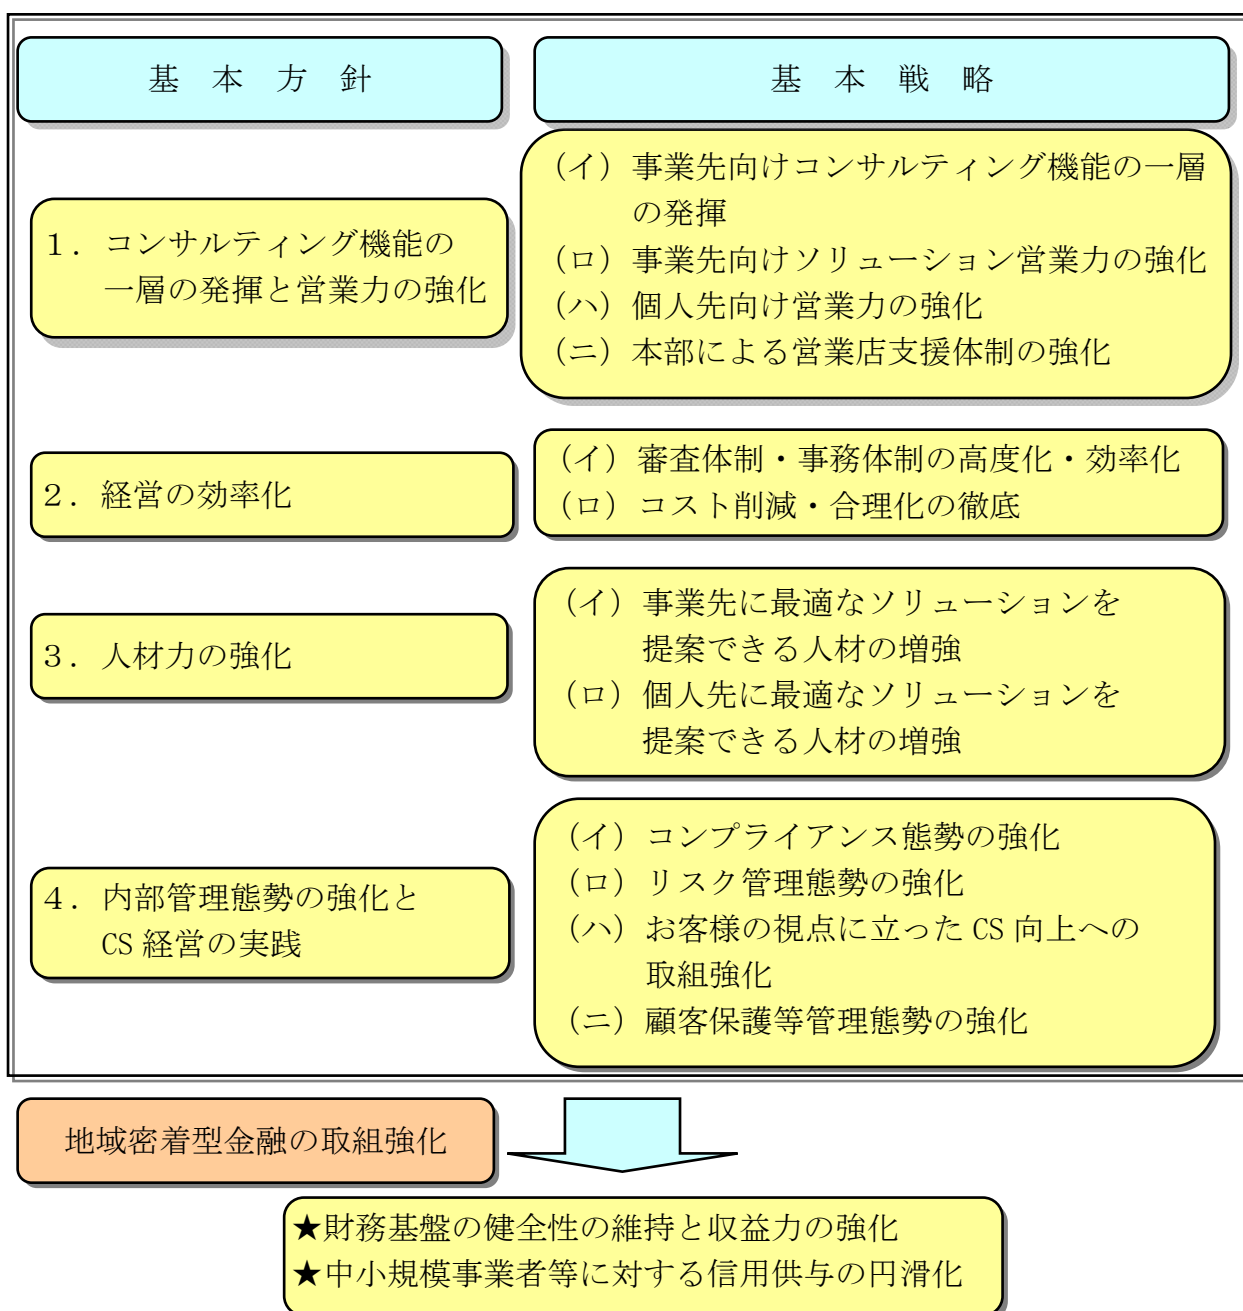 基　本　方　針
基　本　戦　略
１．コンサルティング機能の
一層の発揮と営業力の強化
（イ）事業先向けコンサルティング機能の一層
の発揮
（ロ）事業先向けソリューション営業力の強化
（ハ）個人先向け営業力の強化
（ニ）本部による営業店支援体制の強化
２．経営の効率化
（イ）審査体制・事務体制の高度化・効率化
（ロ）コスト削減・合理化の徹底
３．人材力の強化
（イ）事業先に最適なソリューションを
提案できる人材の増強
（ロ）個人先に最適なソリューションを
提案できる人材の増強
４．内部管理態勢の強化と
CS 経営の実践
（イ）コンプライアンス態勢の強化
（ロ）リスク管理態勢の強化
（ハ）お客様の視点に立った CS 向上への
取組強化
（ニ）顧客保護等管理態勢の強化
地域密着型金融の取組強化
★財務基盤の健全性の維持と収益力の強化
★中小規模事業者等に対する信用供与の円滑化